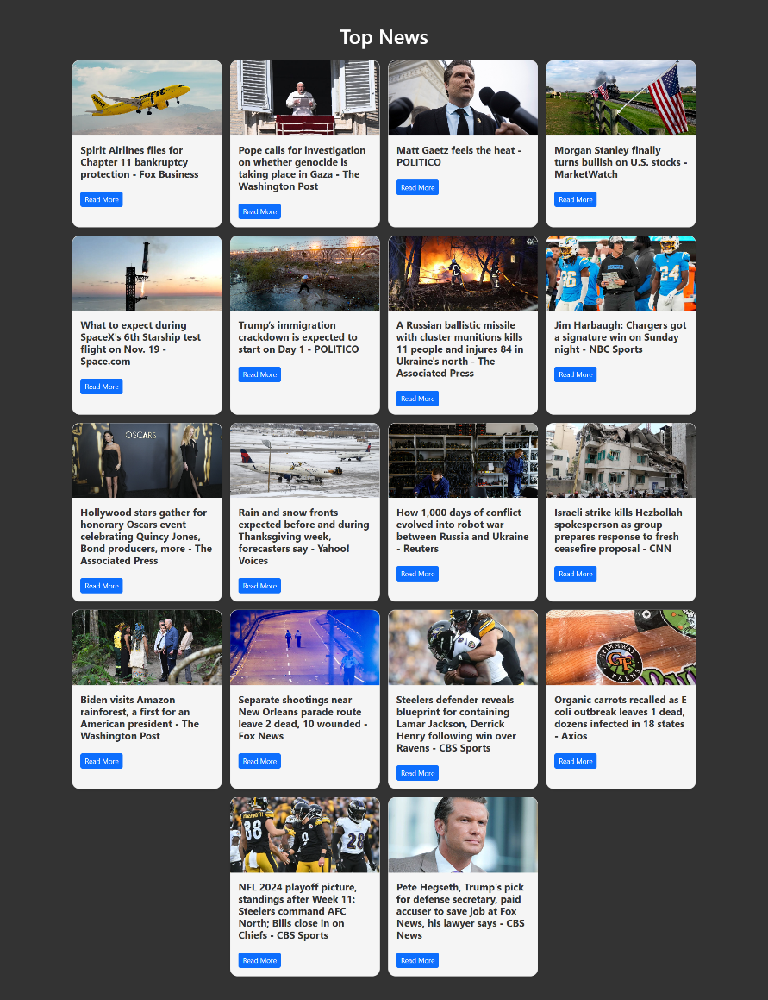 Top News
spirit
Spirit Airlines files for
Chapter 11 bankruptcy
protection - Fox Business
Read More
Pope calls for investigation
on whether genocide is
taking place in Gaza - The
Washington Post
Read More
Matt Gaetz feels the heat -
POLITICO
Read More
Morgan Stanley finally
turns bullish on U.S. stocks -
MarketWatch
Read More
What to expect during
SpaceX's 6th Starship test
flight on Nov. 19 -
Space.com
Read More
Trump's immigration
crackdown is expected to
start on Day 1 - POLITICO
Read More
A Russian ballistic missile
with cluster munitions kills
11 people and injures 84 in
Ukraine's north - The
Associated Press
Read More
24
Jim Harbaugh: Chargers got
a signature win on Sunday
night - NBC Sports
Read More
OSCARS
Hollywood stars gather for
honorary Oscars event
celebrating Quincy Jones,
Bond producers, more - The
Associated Press
Read More
Rain and snow fronts
expected before and during
Thanksgiving week,
forecasters say - Yahoo!
Voices
Read More
How 1,000 days of conflict
evolved into robot war
between Russia and Ukraine
- Reuters
Read More
Israeli strike kills Hezbollah
spokesperson as group
prepares response to fresh
ceasefire proposal - CNN
Read More
Biden visits Amazon
rainforest, a first for an
American president - The
Washington Post
Read More
Separate shootings near
New Orleans parade route
leave 2 dead, 10 wounded -
Fox News
Read More
Steelers defender reveals
blueprint for containing
Lamar Jackson, Derrick
Henry following win over
Ravens - CBS Sports
Read More
GRIMMWAY
GF
FARMS
Organic carrots recalled as E
coli outbreak leaves 1 dead,
dozens infected in 18 states
- Axios
Read More
88
9
28
NFL 2024 playoff picture,
standings after Week 11:
Steelers command AFC
North; Bills close in on
Chiefs - CBS Sports
Read More
Pete Hegseth, Trump's pick
for defense secretary, paid
accuser to save job at Fox
News, his lawyer says - CBS
News
Read More